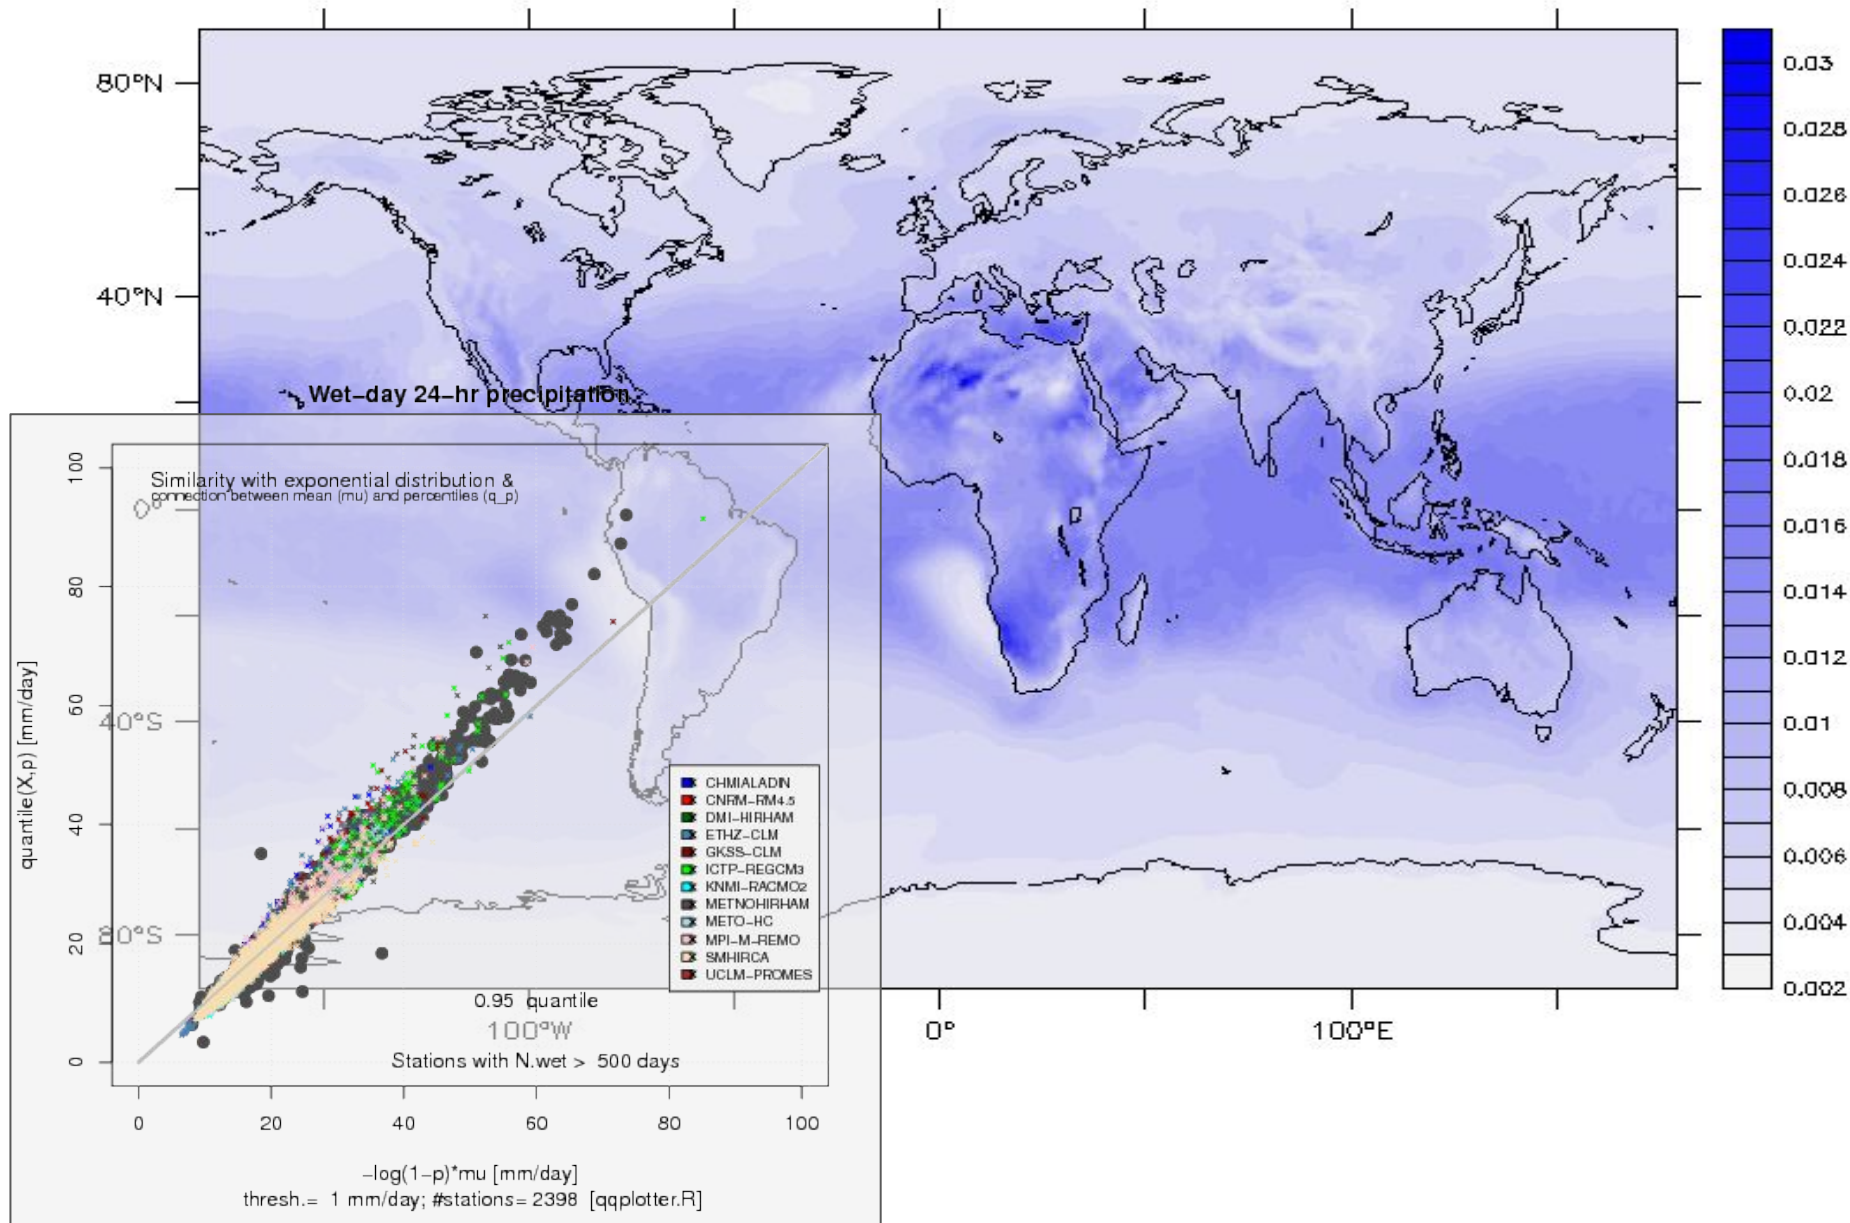 80°N
40°N
0°
40°S
80°S
100°W
0°
100°E
0.03
0.028
0.026
0.024
0.022
0.02
0.018
0.016
0.014
0.012
0.01
0.008
0.006
0.004
0.002
Wet-day 24-hr precipitation
Similarity with exponential distribution &
connection between mean (mu) and percentiles (q_p)
quantile(X,p) [mm/day]
100
80
60
40
20
0
CHMIALADIN
CNRM-RM4.5
DMI-HIRHAM
ETHZ-CLM
GKSS-CLM
ICTP-REGCM3
KNMI-RACMO2
METNOHIRHAM
METO-HC
MPI-M-REMO
SMHIRCA
UCLM-PROMES
0.95 quantile
Stations with N.wet > 500 days
0
20
40
60
80
100
-log(1-p)*mu [mm/day]
thresh.= 1 mm/day; #stations= 2398 [qqplotter.R]